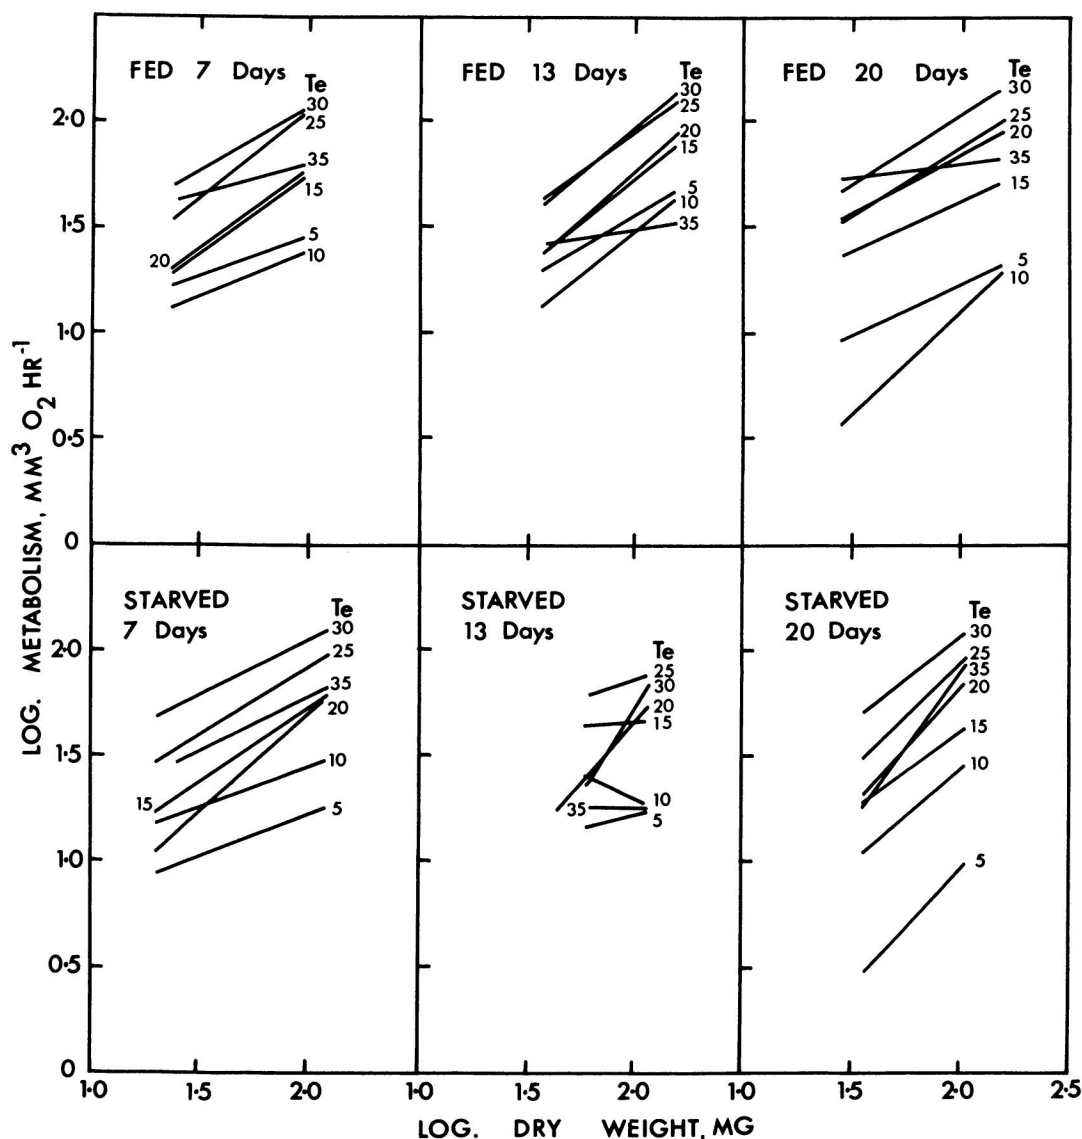 FED 7 Days
Te
30
25
35
15
20
5
10
FED 13 Days
Te
30
25
20
15
5
10
35
FED 20 Days
Te
30
25
20
35
15
5
10
2·0
1·5
1·0
0·5
0
STARVED
7 Days
Te
30
25
35
20
15
10
5
STARVED
13 Days
Te
25
30
20
15
10
35
5
STARVED
20 Days
Te
30
25
35
20
15
10
5
2·0
1·5
1·0
0·5
0
LOG. METABOLISM, MM³ O₂ HR⁻¹
1·0 1·5 2·0 1·5 2·0 1·0 1·5 2·0 2·5
1·0
LOG. DRY WEIGHT, MG